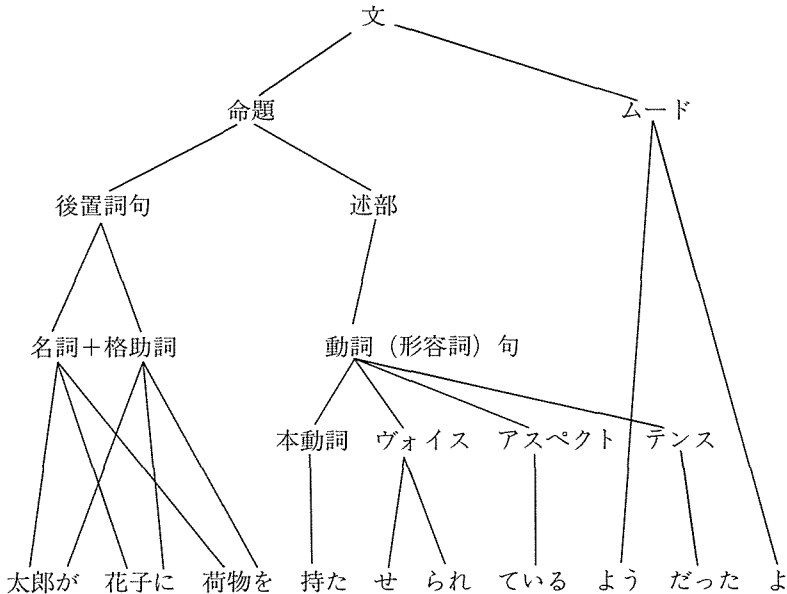 文
命題 ムード
後置詞句 述部
名詞＋格助詞 動詞（形容詞）句
本動詞 ヴォイス アスペクト テンス
太郎が 花子に 荷物を 持た せ られ ている よう だった よ